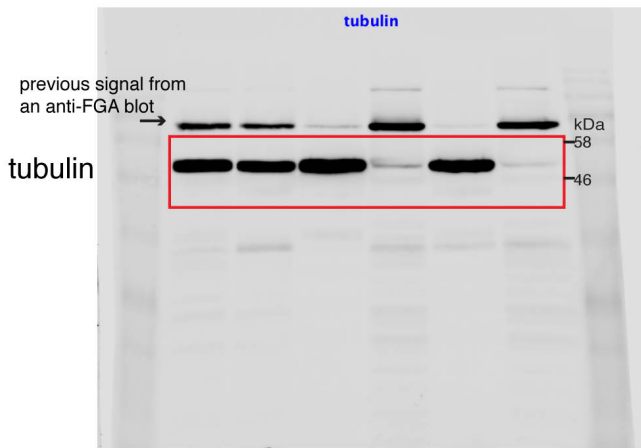 tubulin
previous signal from
an anti-FGA blot
kDa
58
tubulin
46